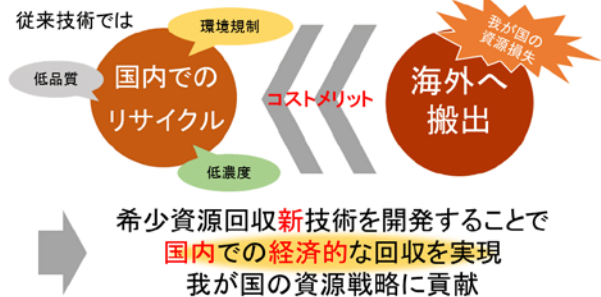 従来技術では
環境規制
低品質
国内での
リサイクル
低濃度
コストメリット
我が国の
資源損失
海外へ
搬出
希少資源回収新技術を開発することで
国内での経済的な回収を実現
我が国の資源戦略に貢献